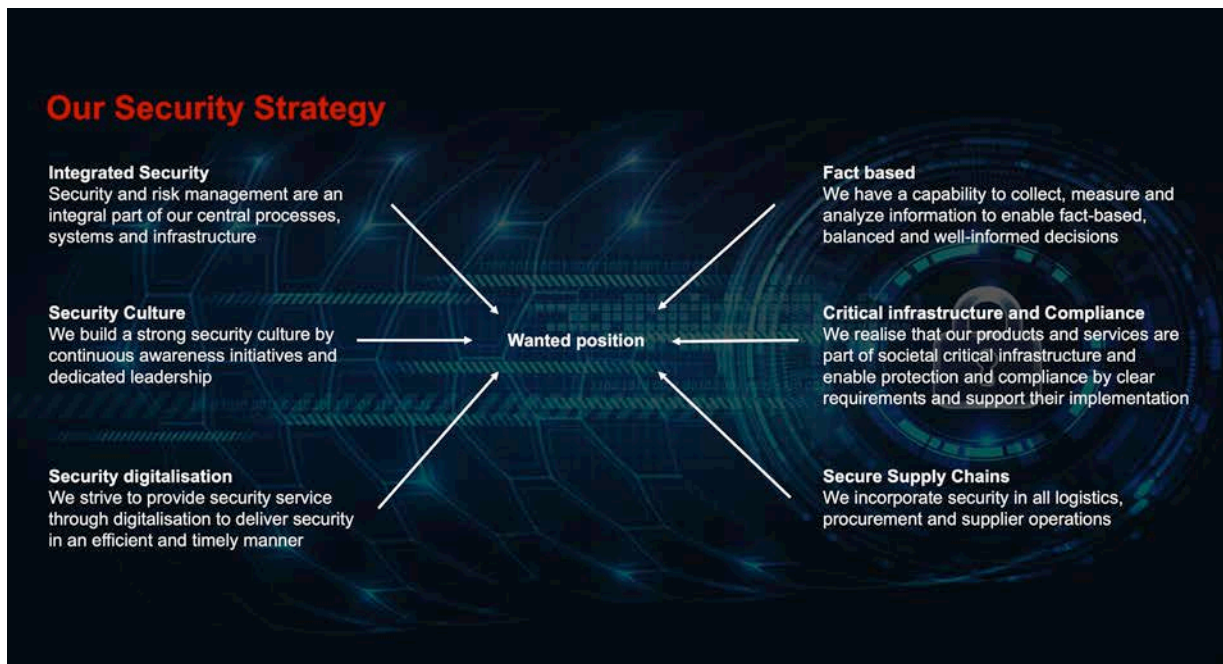 Our Security Strategy
Integrated Security
Security and risk management are an
integral part of our central processes,
systems and infrastructure
Security Culture
We build a strong security culture by
continuous awareness initiatives and
dedicated leadership
Security digitalisation
We strive to provide security service
through digitalisation to deliver security
in an efficient and timely manner
Wanted position
Fact based
We have a capability to collect, measure and
analyze information to enable fact-based,
balanced and well-informed decisions
Critical infrastructure and Compliance
We realise that our products and services are
part of societal critical infrastructure and
enable protection and compliance by clear
requirements and support their implementation
Secure Supply Chains
We incorporate security in all logistics,
procurement and supplier operations